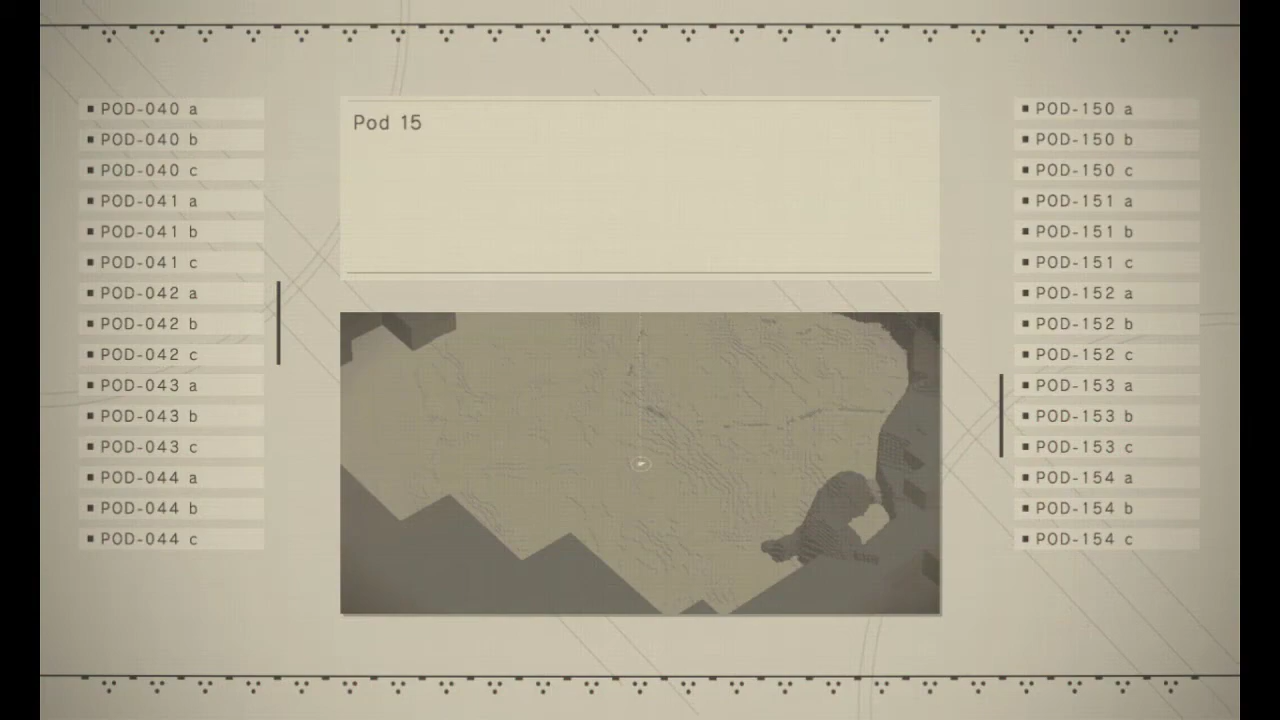 POD-040 a
POD-040 b
POD-040 c
POD-041 a
POD-041 b
POD-041 c
POD-042 a
POD-042 b
POD-042 c
POD-043 a
POD-043 b
POD-043 c
POD-044 a
POD-044 b
POD-044 c
Pod 15
POD-150 a
POD-150 b
POD-150 c
POD-151 a
POD-151 b
POD-151 c
POD-152 a
POD-152 b
POD-152 c
POD-153 a
POD-153 b
POD-153 c
POD-154 a
POD-154 b
POD-154 c